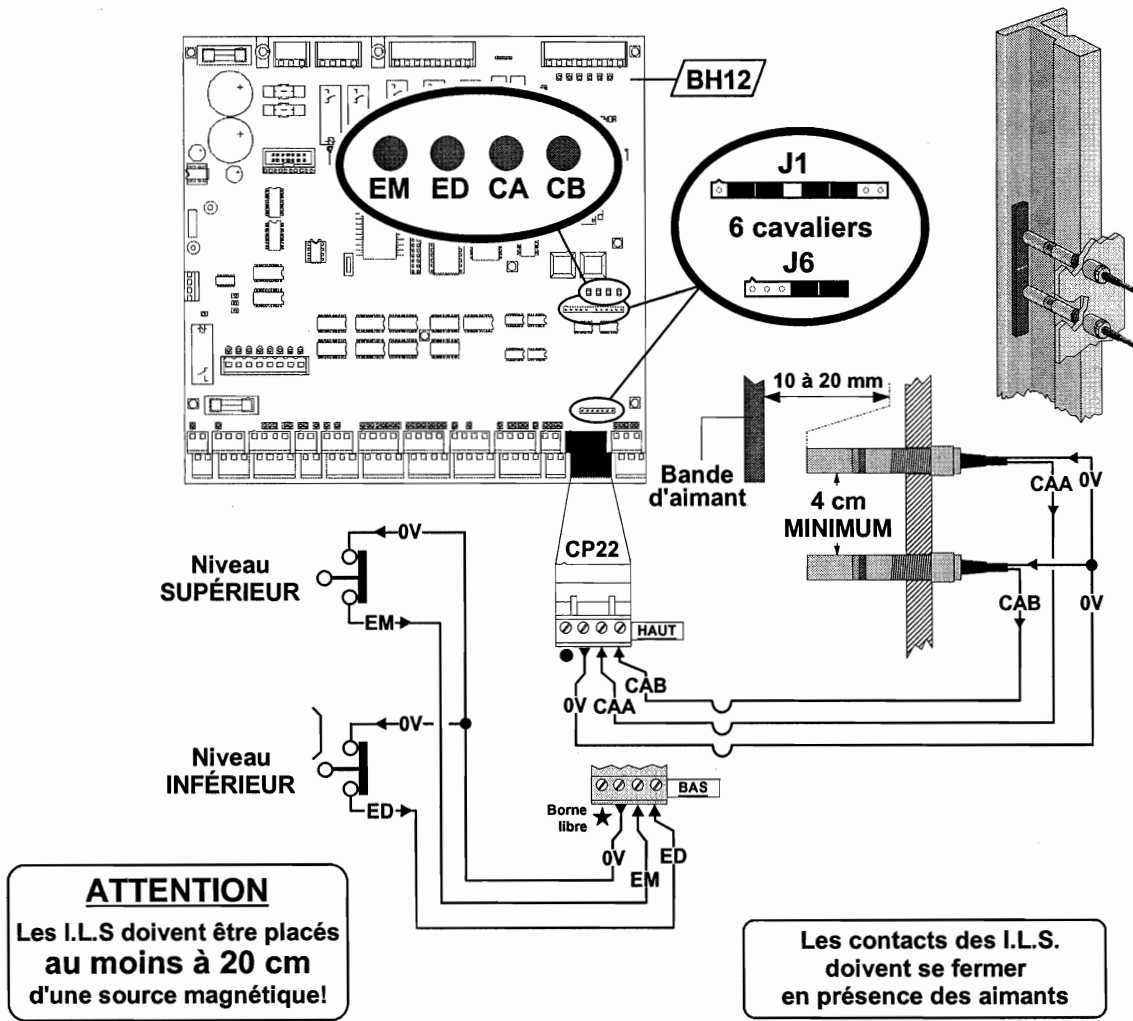 BH12
EM ED CA CB
J1
6 cavaliers
J6
10 à 20 mm
Bande
d'aimant
4 cm
MINIMUM
CAA
0V
CAB
0V
CP22
HAUT
0V
CAA
CAB
Niveau
SUPÉRIEUR
0V
EM
Niveau
INFÉRIEUR
0V
ED
BAS
Borne
libre
0V
EM
ED
ATTENTION
Les I.L.S doivent être placés
au moins à 20 cm
d'une source magnétique!
Les contacts des I.L.S.
doivent se fermer
en présence des aimants